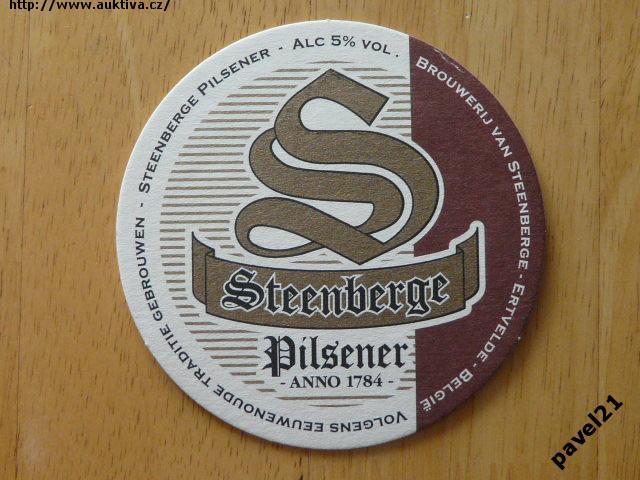 http://www.auktiva.cz/
VOLGENS EEUWENOUDE TRADITIE GEBROUWEN - STEENBERGE PILSENER - ALC 5% VOL.
BROUWERIJ VAN STEENBERGE - ERTVELDE - BELGIË
S
Steenberge
Pilsener
- ANNO 1784 -
pavel21